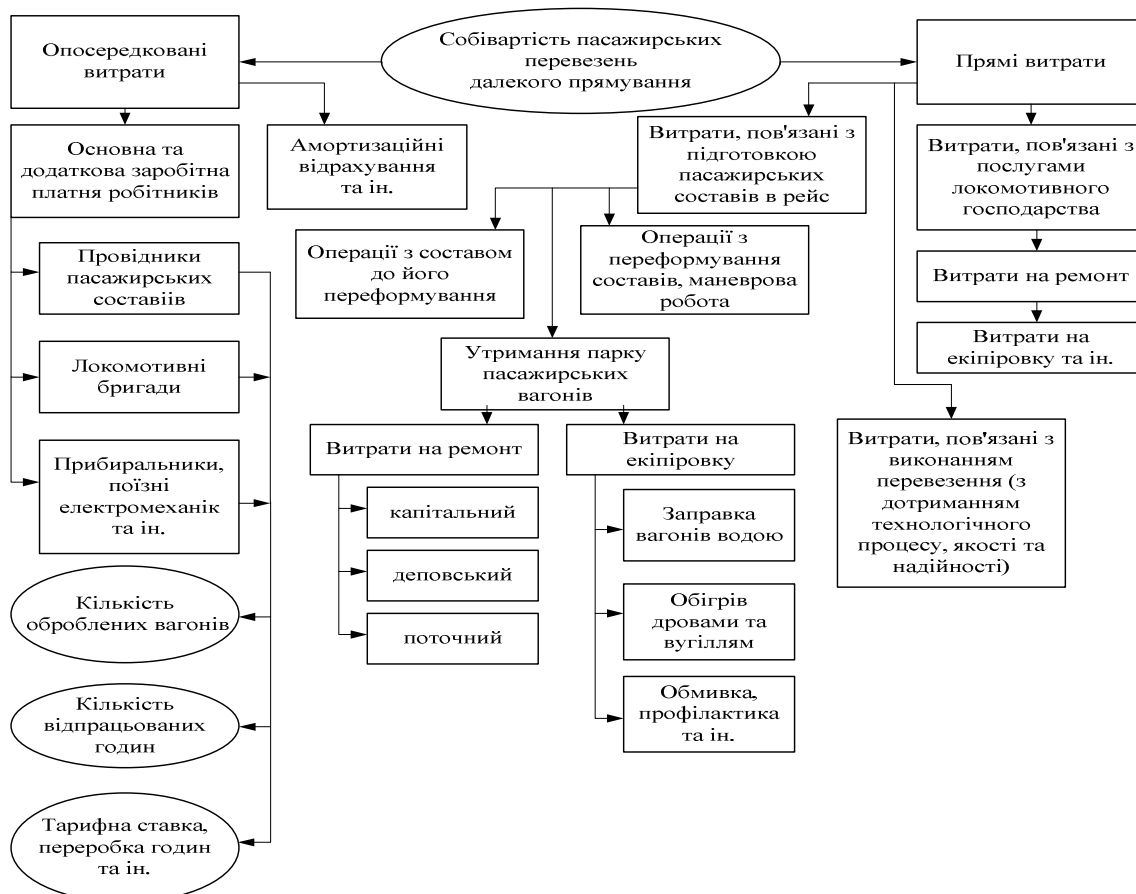 Опосередковані
витрати
Собівартість пасажирських
перевезень
далекого прямування
Прямі витрати
Основна та
додаткова заробітна
платня робітників
Амортизаційні
відрахування
та ін.
Витрати, пов'язані з
підготовкою
пасажирських
составів в рейс
Витрати, пов'язані з
послугами
локомотивного
господарства
Операції з составом
до його
переформування
Операції з
переформування
составів, маневрова
робота
Провідники
пасажирських
составіів
Витрати на ремонт
Витрати на
екіпіровку та ін.
Локомотивні
бригади
Утримання парку
пасажирських
вагонів
Прибиральники,
поїзні
електромеханік
та ін.
Витрати на ремонт
Витрати на
екіпіровку
Витрати, пов'язані з
виконанням
перевезення (з
дотриманням
технологічного
процесу, якості та
надійності)
капітальний
деповський
поточний
Заправка
вагонів водою
Обігрів
дровами та
вугіллям
Обмивка,
профілактика
та ін.
Кількість
оброблених вагонів
Кількість
відпрацьованих
годин
Тарифна ставка,
переробка годин
та ін.